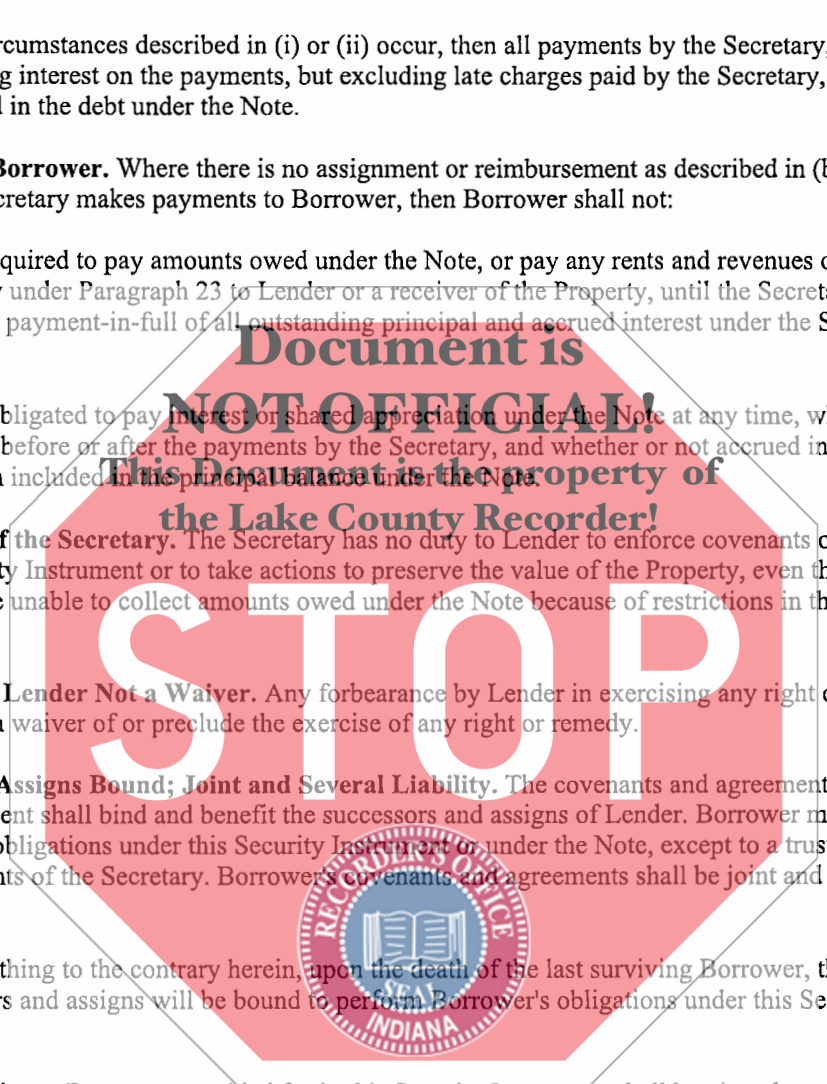 rcumstances described in (i) or (ii) occur, then all payments by the Secretary,
g interest on the payments, but excluding late charges paid by the Secretary,
in the debt under the Note.
Borrower. Where there is no assignment or reimbursement as described in (b
cretary makes payments to Borrower, then Borrower shall not:
quired to pay amounts owed under the Note, or pay any rents and revenues o
under Paragraph 23 to Lender or a receiver of the Property, until the Secret
payment-in-full of all outstanding principal and accrued interest under the S
Document is
NOT OFFICIAL!
bligated to pay interest or shared appreciation under the Note at any time, w
before or after the payments by the Secretary, and whether or not accrued in
included in the principal balance under the Note.
This Document is the property of
the Lake County Recorder!
f the Secretary. The Secretary has no duty to Lender to enforce covenants o
ty Instrument or to take actions to preserve the value of the Property, even th
unable to collect amounts owed under the Note because of restrictions in th
STOP
Lender Not a Waiver. Any forbearance by Lender in exercising any right o
waiver of or preclude the exercise of any right or remedy.
Assigns Bound; Joint and Several Liability. The covenants and agreement
ent shall bind and benefit the successors and assigns of Lender. Borrower m
obligations under this Security Instrument or under the Note, except to a trus
nts of the Secretary. Borrower's covenants and agreements shall be joint and
RECORDER'S OFFICE
SEAL
INDIANA
thing to the contrary herein, upon the death of the last surviving Borrower, th
rs and assigns will be bound to perform Borrower's obligations under this Se